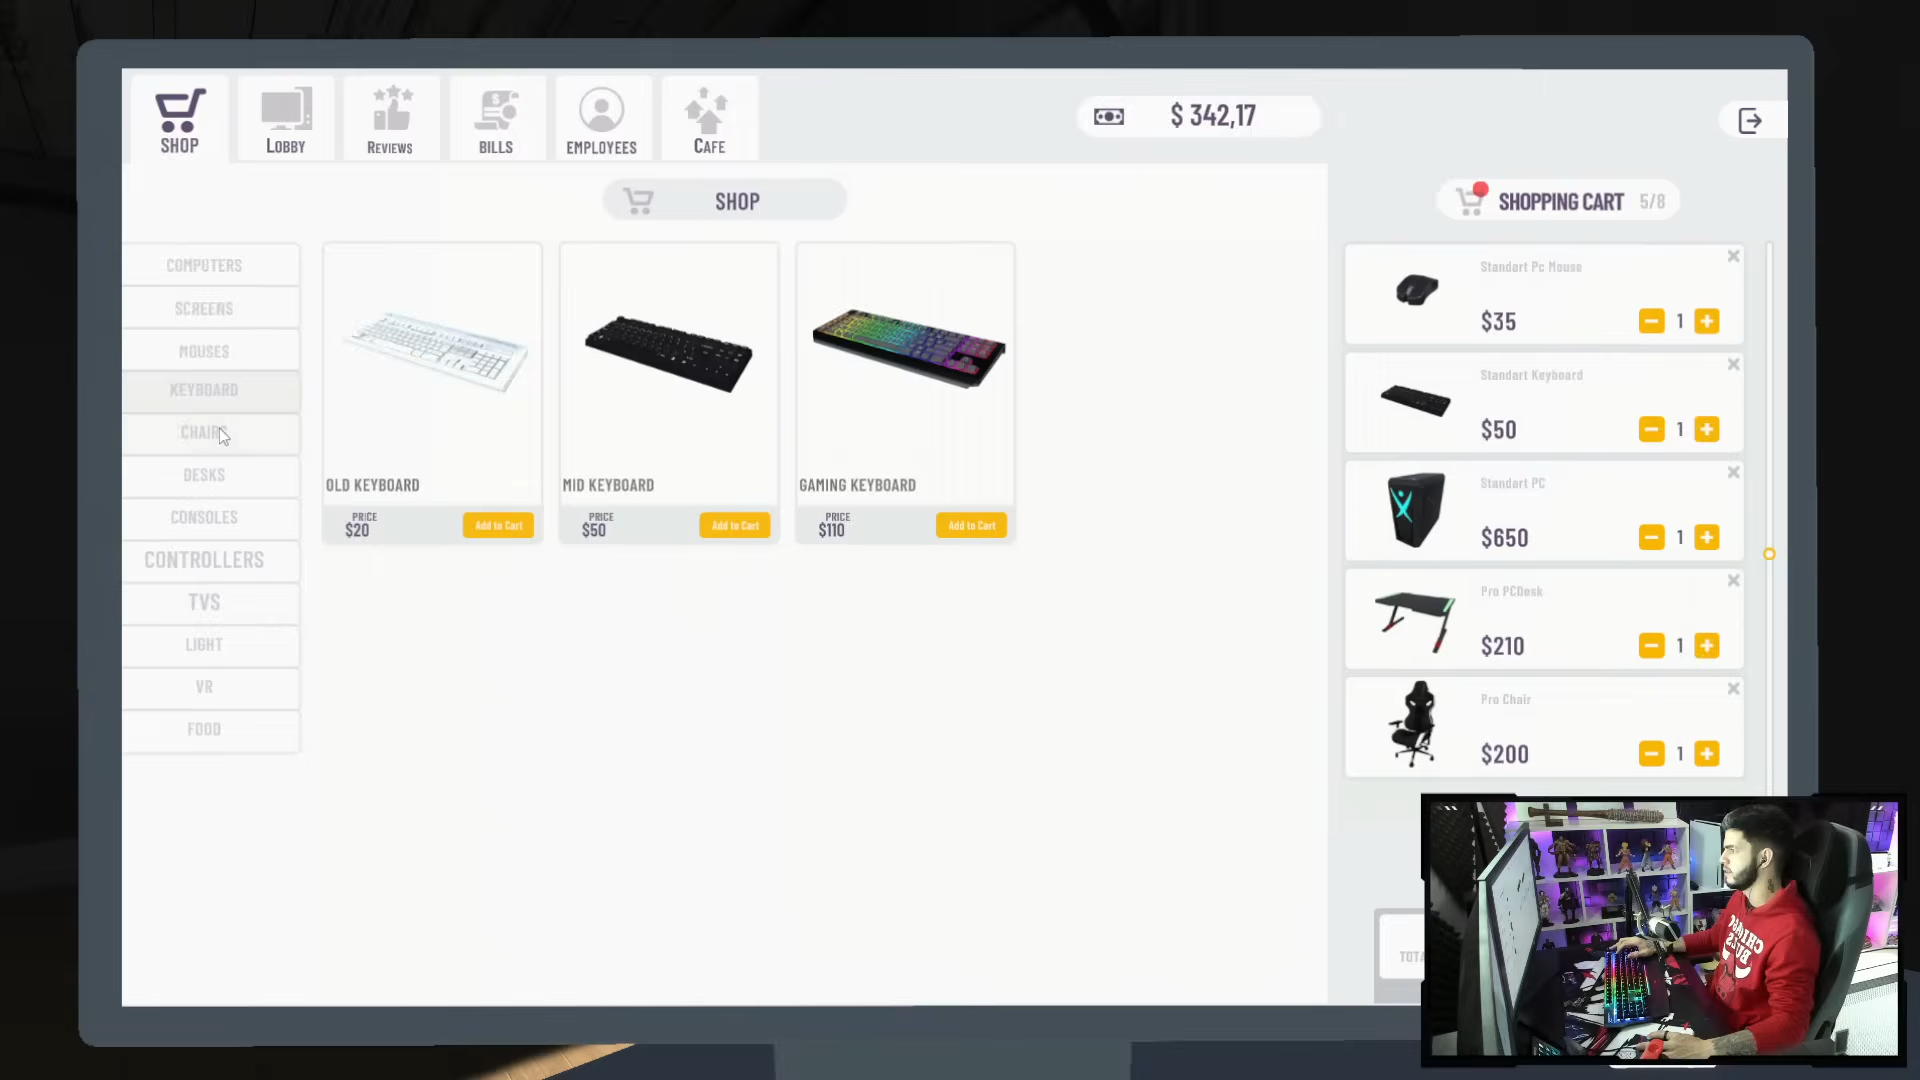 SHOP
LOBBY
REVIEWS
BILLS
EMPLOYEES
CAFE
$ 342,17
SHOP
SHOPPING CART 5/8
COMPUTERS
SCREENS
MOUSES
KEYBOARD
CHAIRS
DESKS
CONSOLES
CONTROLLERS
TVS
LIGHT
VR
FOOD
OLD KEYBOARD
PRICE
$20
Add to Cart
MID KEYBOARD
PRICE
$50
Add to Cart
GAMING KEYBOARD
PRICE
$110
Add to Cart
Standart Pc Mouse
$35
1
Standart Keyboard
$50
1
Standart PC
$650
1
Pro PCDesk
$210
1
Pro Chair
$200
1